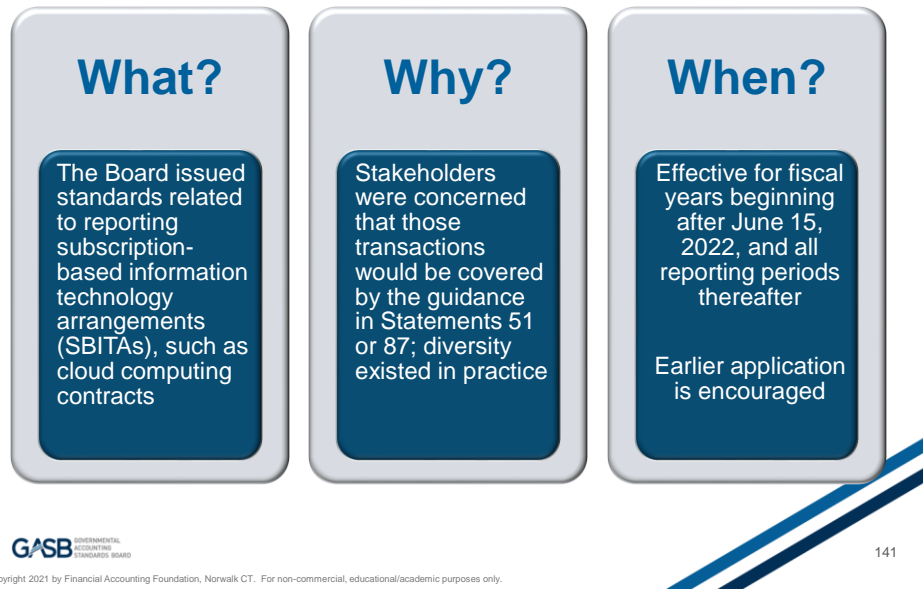 What?
The Board issued
standards related
to reporting
subscription-
based information
technology
arrangements
(SBITAs), such as
cloud computing
contracts
Why?
Stakeholders
were concerned
that those
transactions
would be covered
by the guidance
in Statements 51
or 87; diversity
existed in practice
When?
Effective for fiscal
years beginning
after June 15,
2022, and all
reporting periods
thereafter
Earlier application
is encouraged
GASB
GOVERNMENTAL
ACCOUNTING
STANDARDS BOARD
141
opyright 2021 by Financial Accounting Foundation, Norwalk CT. For non-commercial, educational/academic purposes only.